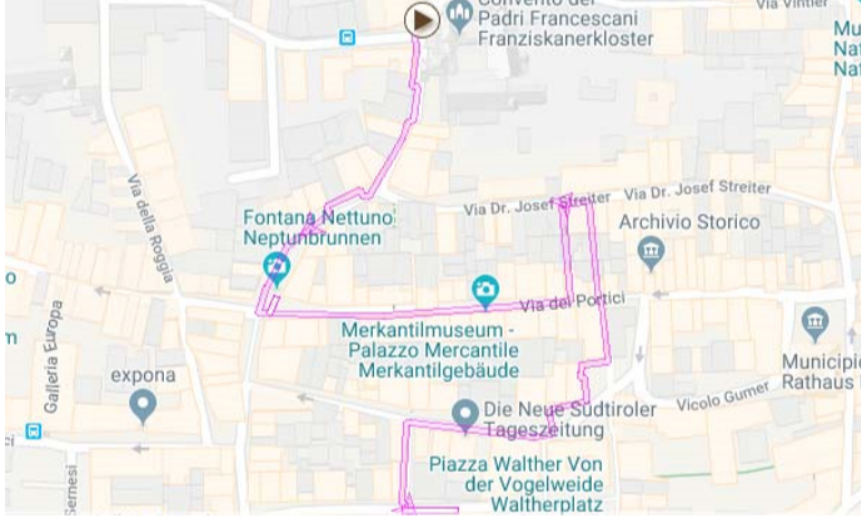 Convento dei
Padri Francescani
Franziskanerkloster
Via Vintler
Mu
Nat
Nat
Via della Roggia
Fontana Nettuno
Neptunbrunnen
Via Dr. Josef Streiter
Via Dr. Josef Streiter
Archivio Storico
o
m
Galleria Europa
Via dei Portici
Merkantilmuseum -
Palazzo Mercantile
Merkantilgebäude
expona
Municipio
Rathaus
Die Neue Südtiroler
Tageszeitung
Vicolo Gumer
ci
Piazza Walther Von
der Vogelweide
Waltherplatz
Sernesi